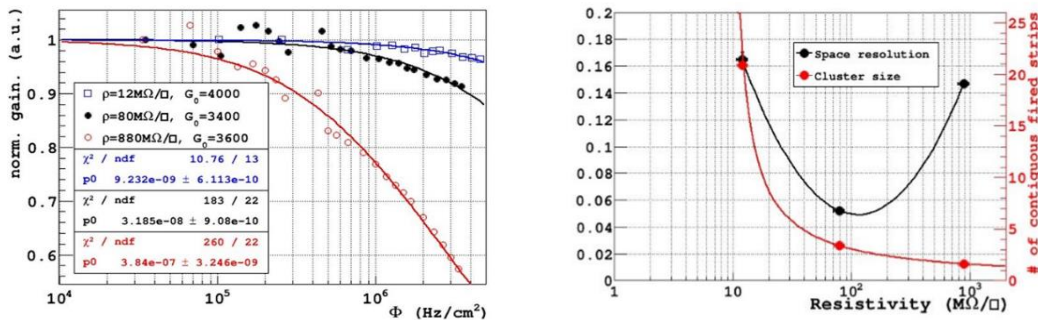 norm. gain. (a.u.)
1
0.9
0.8
0.7
0.6
□ ρ=12MΩ/□, G₀=4000
● ρ=80MΩ/□, G₀=3400
○ ρ=880MΩ/□, G₀=3600
χ² / ndf 10.76 / 13
p0 9.232e-09 ± 6.113e-10
χ² / ndf 183 / 22
p0 3.185e-08 ± 9.08e-10
χ² / ndf 260 / 22
p0 3.84e-07 ± 3.246e-09
10⁴ 10⁵ 10⁶
Φ (Hz/cm²)
0.2
0.18
0.16
0.14
0.12
0.1
0.08
0.06
0.04
0.02
0
Space resolution
Cluster size
25
20
15
10
5
0
# of contiguous fired strips
1 10 10² 10³
Resistivity (MΩ/□)